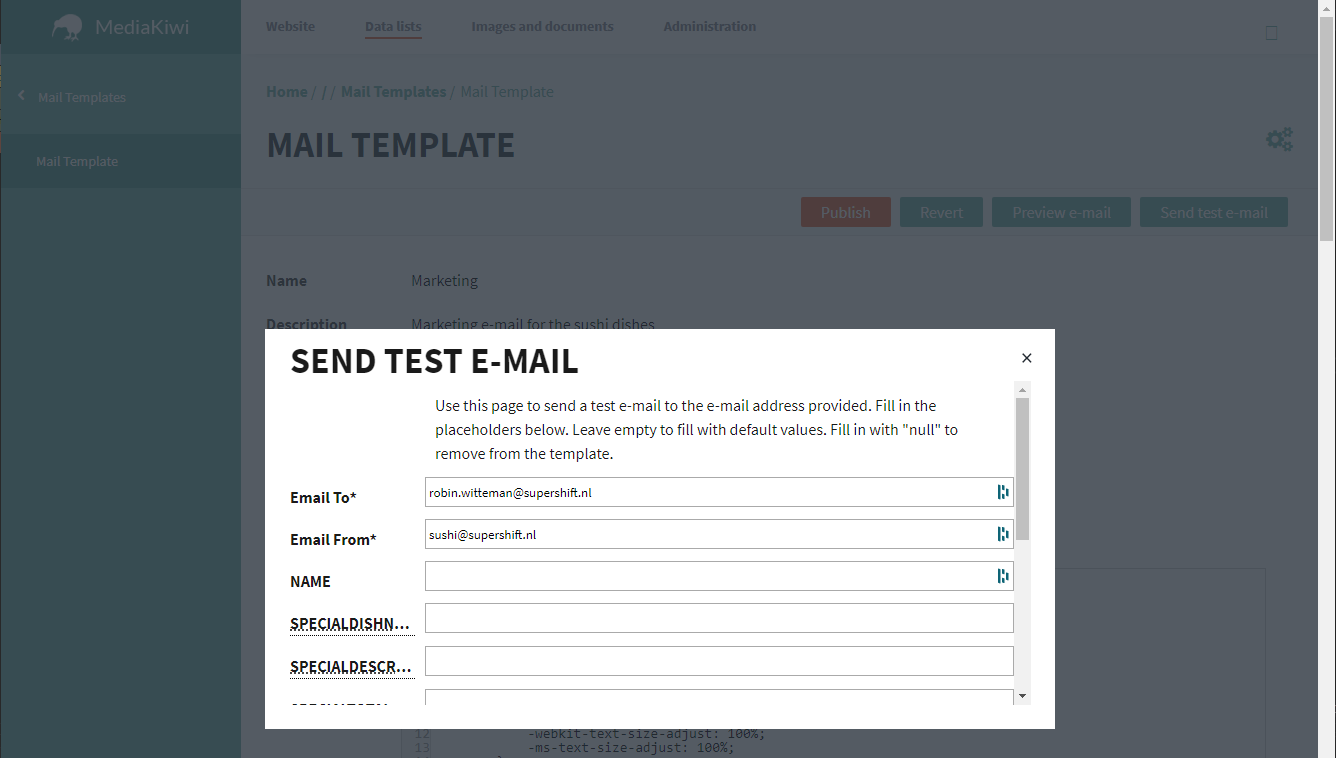 MediaKiwi
Website
Data lists
Images and documents
Administration
Mail Templates
Home / / / Mail Templates / Mail Template
MAIL TEMPLATE
Mail Template
Publish
Revert
Preview e-mail
Send test e-mail
Name
Marketing
Description
Marketing e-mail for the sushi dishes
SEND TEST E-MAIL
×
Use this page to send a test e-mail to the e-mail address provided. Fill in the
placeholders below. Leave empty to fill with default values. Fill in with "null" to
remove from the template.
Email To*
robin.witteman@supershift.nl
Email From*
sushi@supershift.nl
NAME
SPECIALDISHN...
SPECIALDESCR...
12 -webkit-text-size-adjust: 100%;
13 -ms-text-size-adjust: 100%;